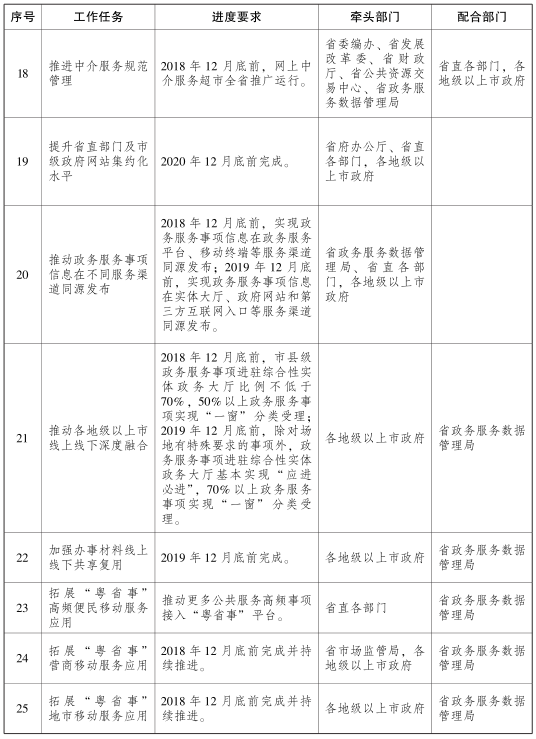 序号 工作任务 进度要求 牵头部门 配合部门
18
推进中介服务规范
管理
2018 年 12 月底前，网上中
介服务超市全省推广运行。
省委编办、省发展
改革委、省财政
厅、省公共资源交
易中心、省政务服
务数据管理局
省直各部门，各
地级以上市政府
19
提升省直部门及市
级政府网站集约化
水平
2020 年 12 月底前完成。
省府办公厅、省直
各部门，各地级以
上市政府
20
推动政务服务事项
信息在不同服务渠
道同源发布
2018 年 12 月底前，实现政
务服务事项信息在政务服务
平台、移动终端等服务渠道
同源发布；2019 年 12 月底
前，实现政务服务事项信息
在实体大厅、政府网站和第
三方互联网入口等服务渠道
同源发布。
省政务服务数据管
理局、省直各部
门，各地级以上市
政府
21
推动各地级以上市
线上线下深度融合
2018 年 12 月底前，市县级
政务服务事项进驻综合性实
体政务大厅比例不低于
70%，50%以上政务服务事
项实现“一窗”分类受理；
2019 年 12 月底前，除对场
地有特殊要求的事项外，政
务服务事项进驻综合性实体
政务大厅基本实现“应进
必进”，70%以上政务服务
事项实现“一窗”分类受
理。
各地级以上市政府
省政务服务数据
管理局
22
加强办事材料线上
线下共享复用
2019 年 12 月底前完成。
各地级以上市政府
省政务服务数据
管理局
23
拓展“粤省事”
高频便民移动服务
应用
推动更多公共服务高频事项
接入“粤省事”平台。
省直各部门
省政务服务数据
管理局
24
拓展“粤省事”
营商移动服务应用
2018 年 12 月底前完成并持
续推进。
省市场监管局，各
地级以上市政府
省政务服务数据
管理局
25
拓展“粤省事”
地市移动服务应用
2018 年 12 月底前完成并持
续推进。
各地级以上市政府
省政务服务数据
管理局